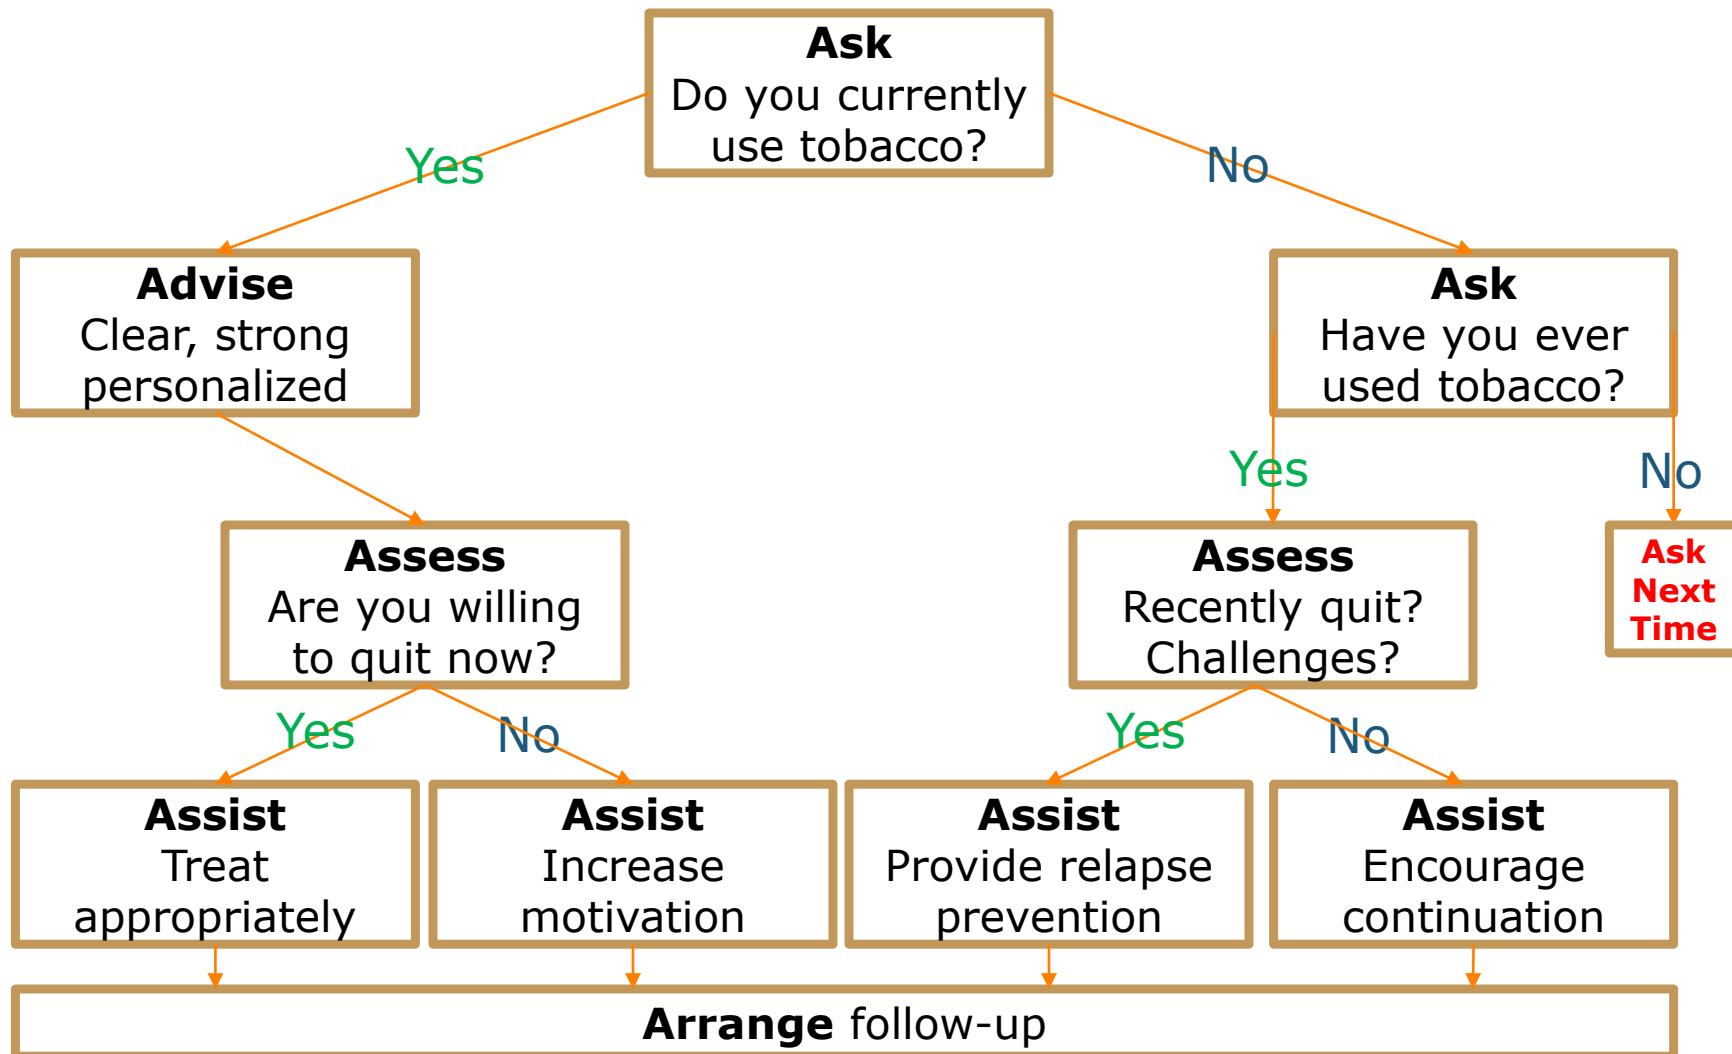 Ask
Do you currently
use tobacco?
Yes
No
Advise
Clear, strong
personalized
Ask
Have you ever
used tobacco?
Yes
No
Assess
Are you willing
to quit now?
Assess
Recently quit?
Challenges?
Ask
Next
Time
Yes
No
Yes
No
Assist
Treat
appropriately
Assist
Increase
motivation
Assist
Provide relapse
prevention
Assist
Encourage
continuation
Arrange follow-up